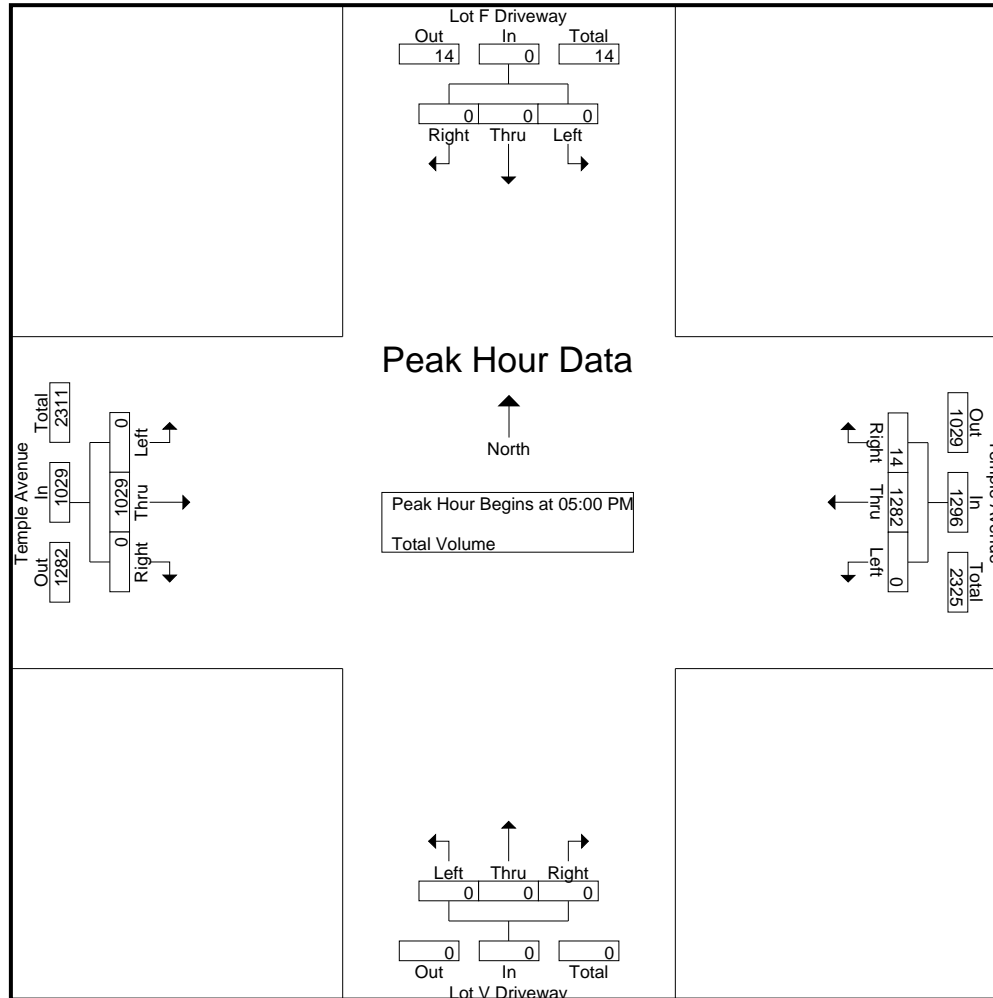 Lot F Driveway
Out In Total
14 0 14
0 0 0
Right Thru Left
Peak Hour Data
North
Peak Hour Begins at 05:00 PM
Total Volume
Temple Avenue
Total In Out
2311 1029 1282
0 1029 0
Left Thru Right
Out In Total
1029 1296 2325
14 1282 0
Right Thru Left
Left Thru Right
0 0 0
0 0 0
Out In Total
Lot V Driveway